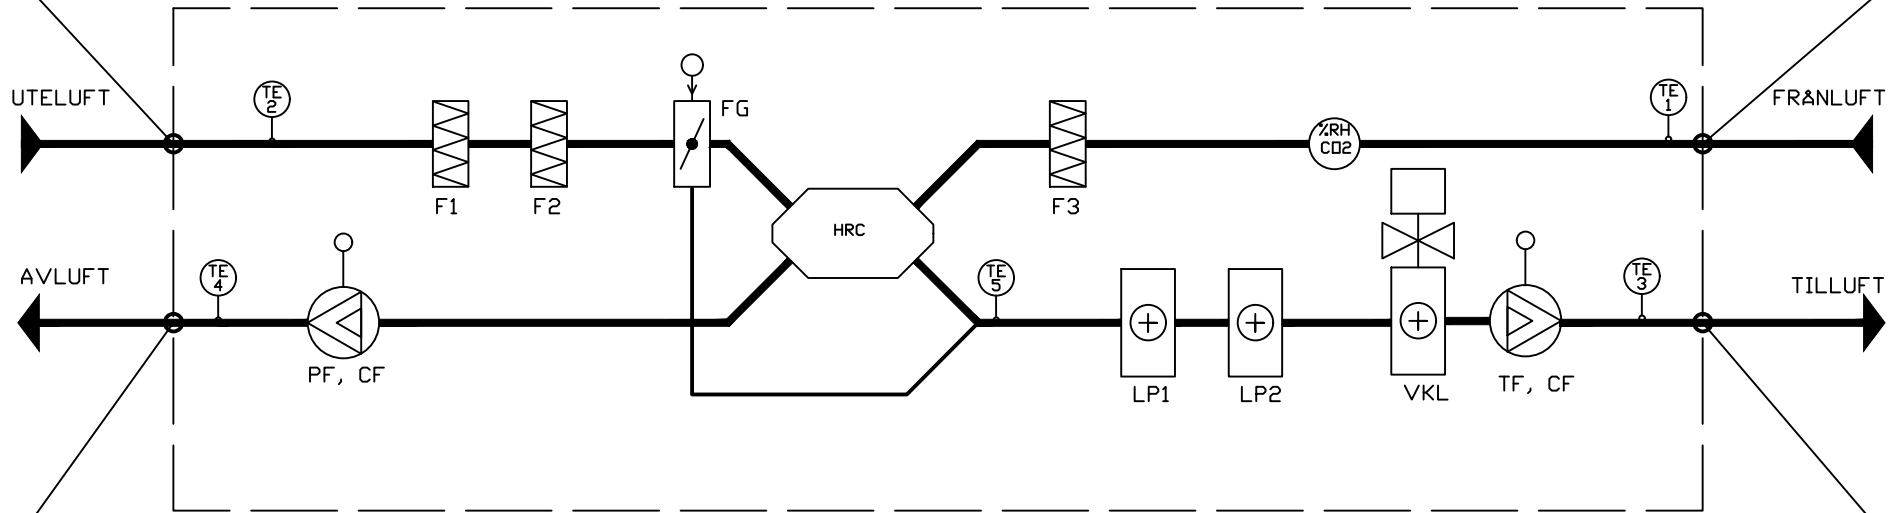 UTELUFT
TE
2
F1
F2
FG
HRC
F3
%RH
CO2
TE
1
FRÅNLUFT
AVLUFT
TE
4
PF, CF
TE
5
LP1
LP2
VKL
TF, CF
TE
3
TILLUFT